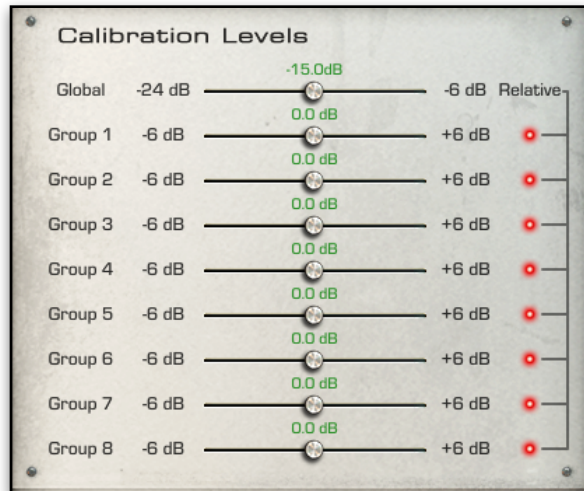 Calibration Levels
-15.0dB
Global -24 dB -6 dB Relative
0.0 dB
Group 1 -6 dB +6 dB
0.0 dB
Group 2 -6 dB +6 dB
0.0 dB
Group 3 -6 dB +6 dB
0.0 dB
Group 4 -6 dB +6 dB
0.0 dB
Group 5 -6 dB +6 dB
0.0 dB
Group 6 -6 dB +6 dB
0.0 dB
Group 7 -6 dB +6 dB
0.0 dB
Group 8 -6 dB +6 dB